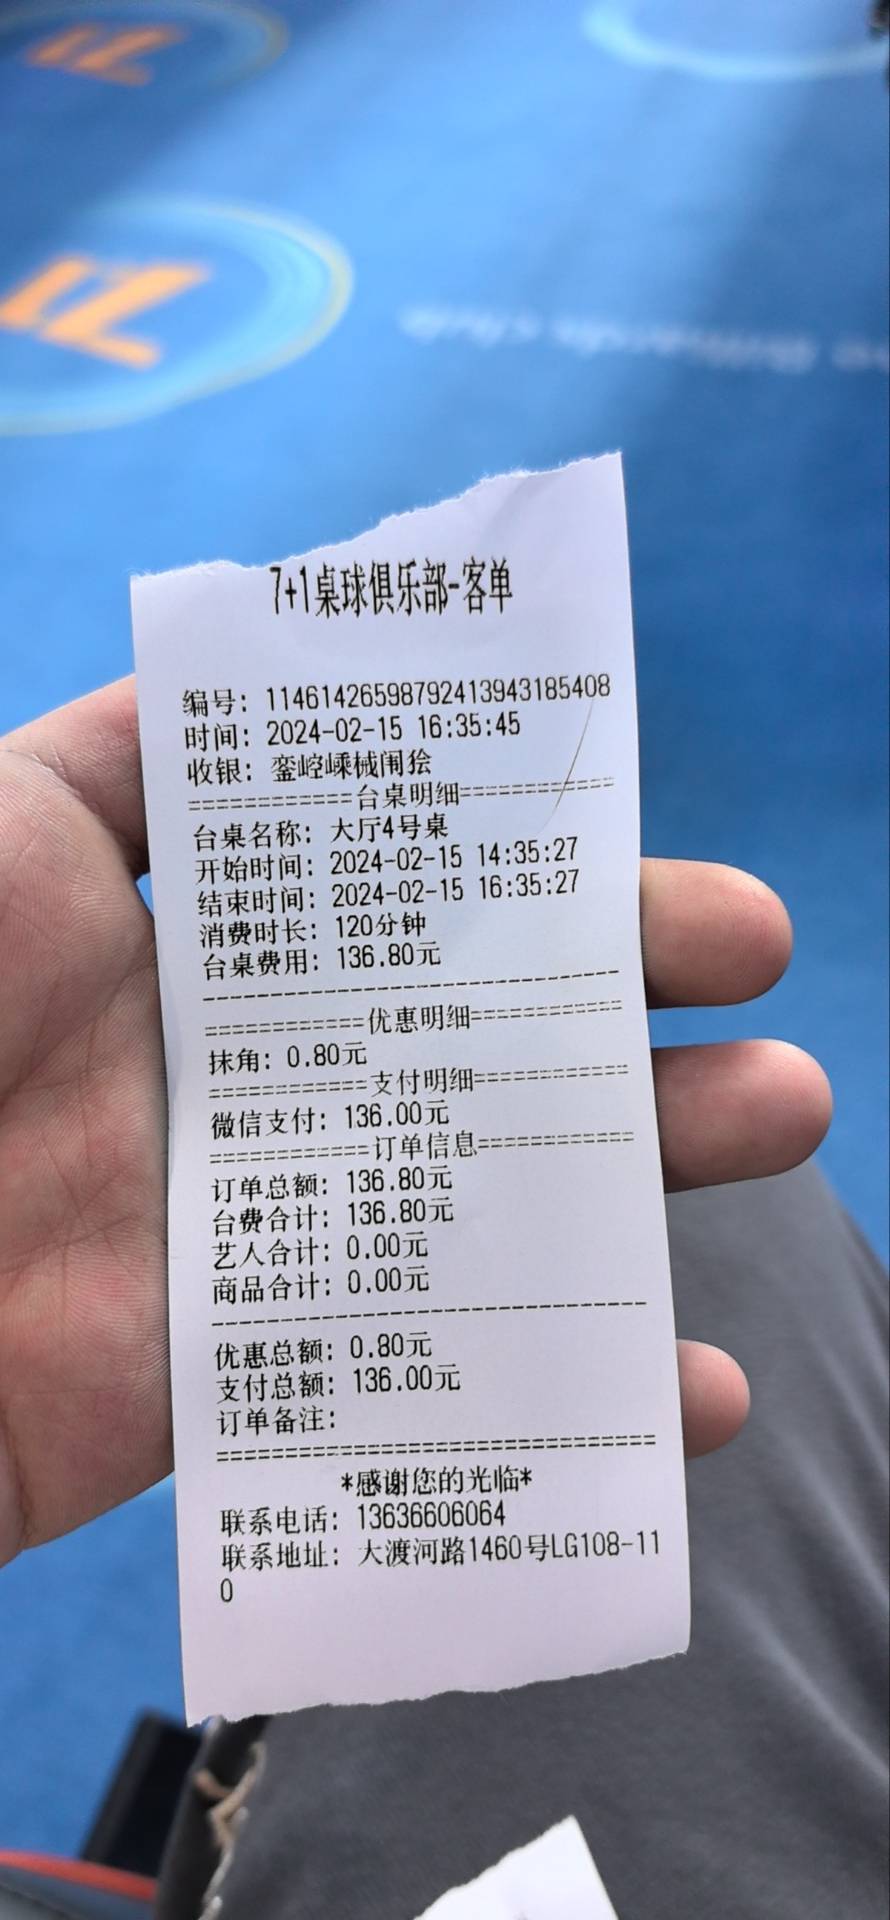 7+1桌球俱乐部-客单
编号: 114614265987924139431​85408
时间: 2024-02-15 16:35:45
收银: 銮崆嵊械闱狯
============台桌明细============
台桌名称: 大厅4号桌
开始时间: 2024-02-15 14:35:27
结束时间: 2024-02-15 16:35:27
消费时长: 120分钟
台桌费用: 136.80元
--------------------------------
============优惠明细============
抹角: 0.80元
============支付明细============
微信支付: 136.00元
============订单信息============
订单总额: 136.80元
台费合计: 136.80元
艺人合计: 0.00元
商品合计: 0.00元
--------------------------------
优惠总额: 0.80元
支付总额: 136.00元
订单备注:
================================
*感谢您的光临*
联系电话: 13636606064
联系地址: 大渡河路1460号LG108-11
0